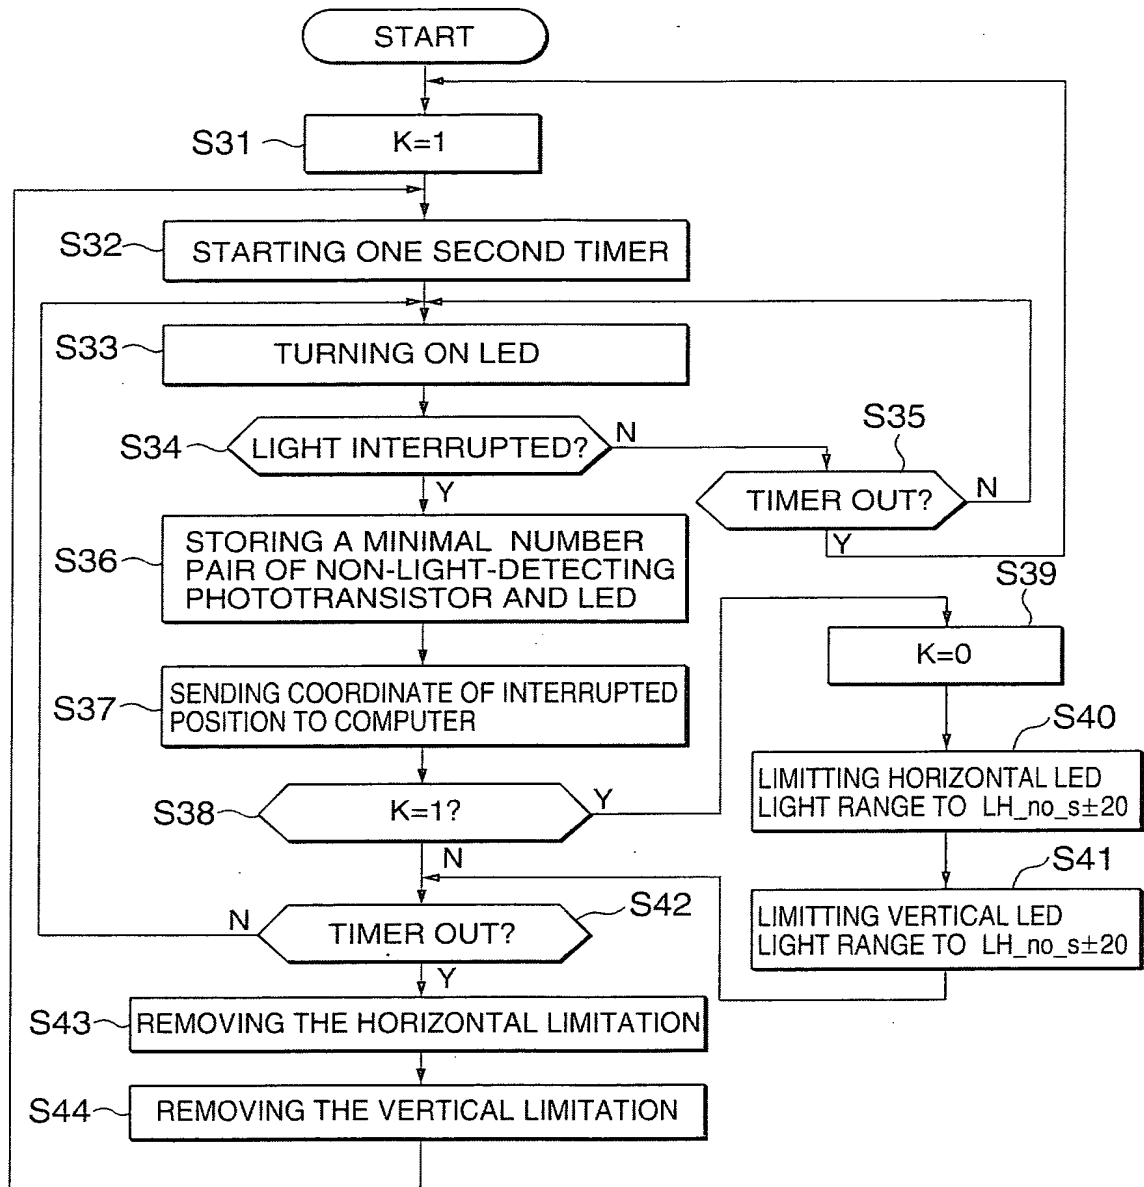 START
S31
K=1
S32
STARTING ONE SECOND TIMER
S33
TURNING ON LED
S34
LIGHT INTERRUPTED?
N
Y
S35
TIMER OUT?
N
Y
S36
STORING A MINIMAL NUMBER
PAIR OF NON-LIGHT-DETECTING
PHOTOTRANSISTOR AND LED
S37
SENDING COORDINATE OF INTERRUPTED
POSITION TO COMPUTER
S38
K=1?
Y
N
S39
K=0
S40
LIMITTING HORIZONTAL LED
LIGHT RANGE TO LH_no_s±20
S41
LIMITTING VERTICAL LED
LIGHT RANGE TO LH_no_s±20
S42
TIMER OUT?
N
Y
S43
REMOVING THE HORIZONTAL LIMITATION
S44
REMOVING THE VERTICAL LIMITATION